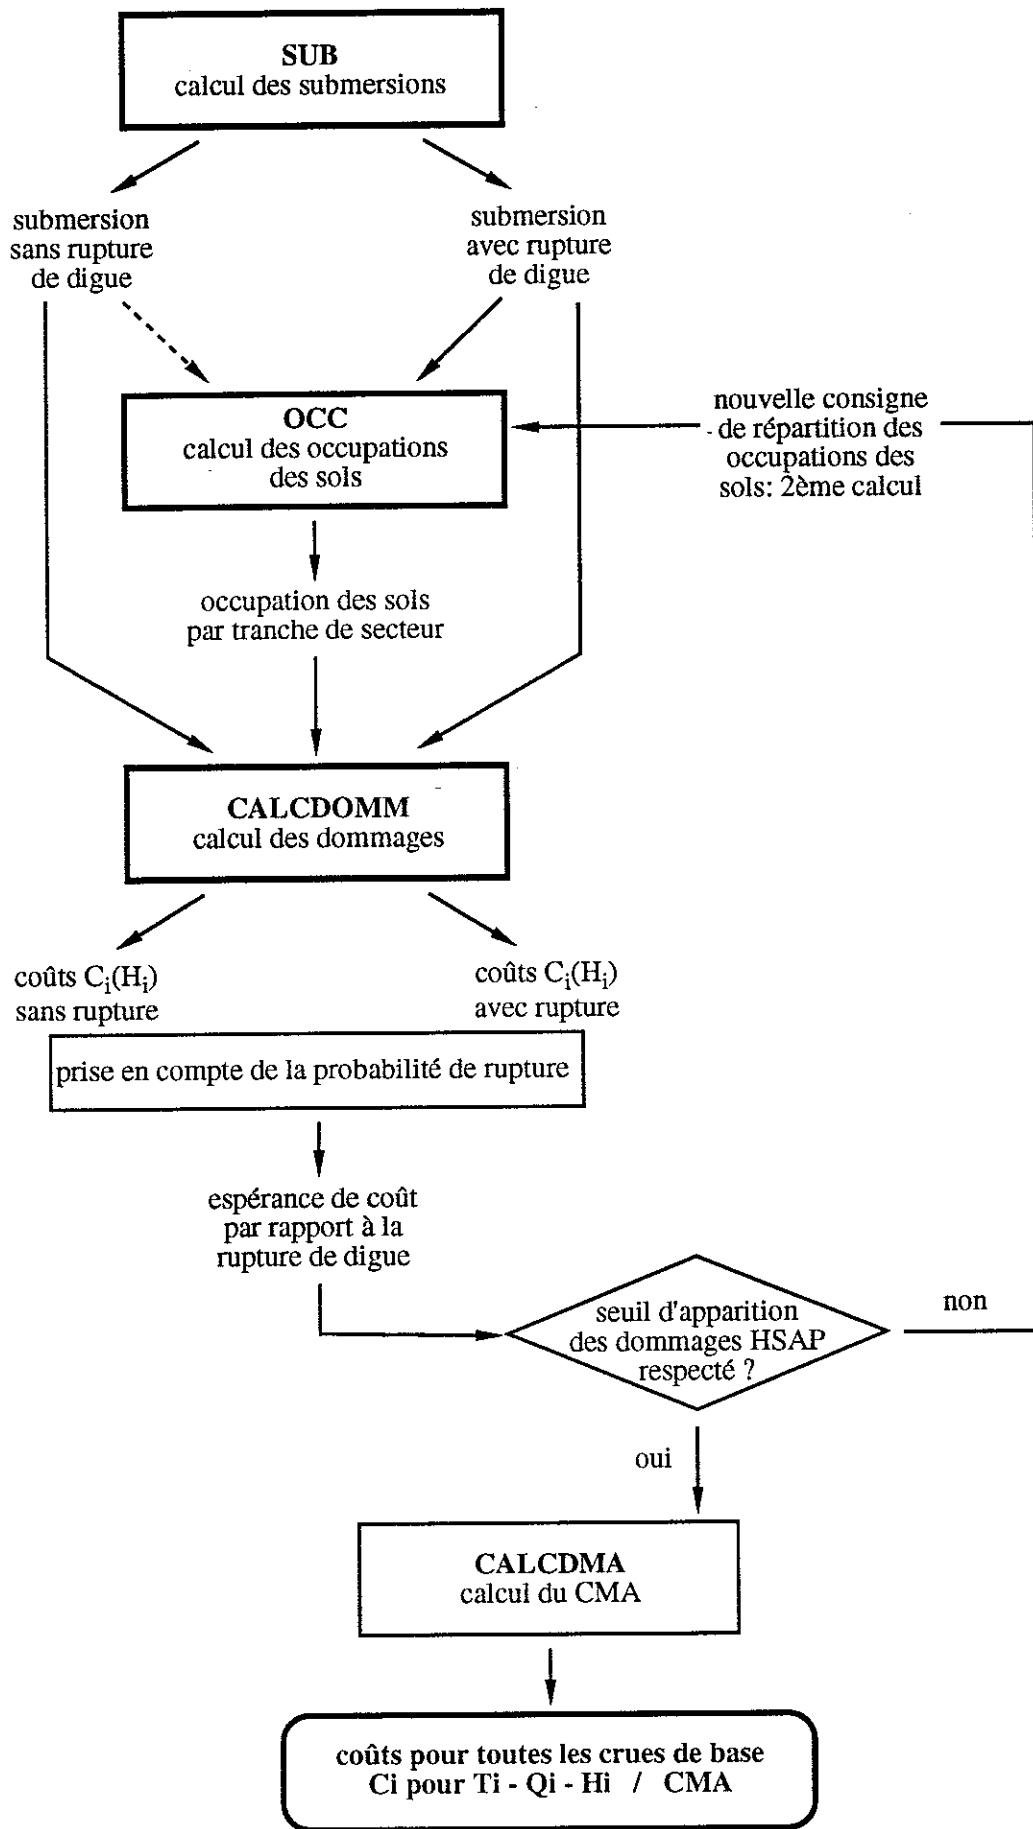 SUB
calcul des submersions
submersion
sans rupture
de digue
submersion
avec rupture
de digue
OCC
calcul des occupations
des sols
nouvelle consigne
de répartition des
occupations des
sols: 2ème calcul
occupation des sols
par tranche de secteur
CALCDOMM
calcul des dommages
coûts Ci(Hi)
sans rupture
coûts Ci(Hi)
avec rupture
prise en compte de la probabilité de rupture
espérance de coût
par rapport à la
rupture de digue
seuil d'apparition
des dommages HSAP
respecté ?
non
oui
CALCDMA
calcul du CMA
coûts pour toutes les crues de base
Ci pour Ti - Qi - Hi / CMA